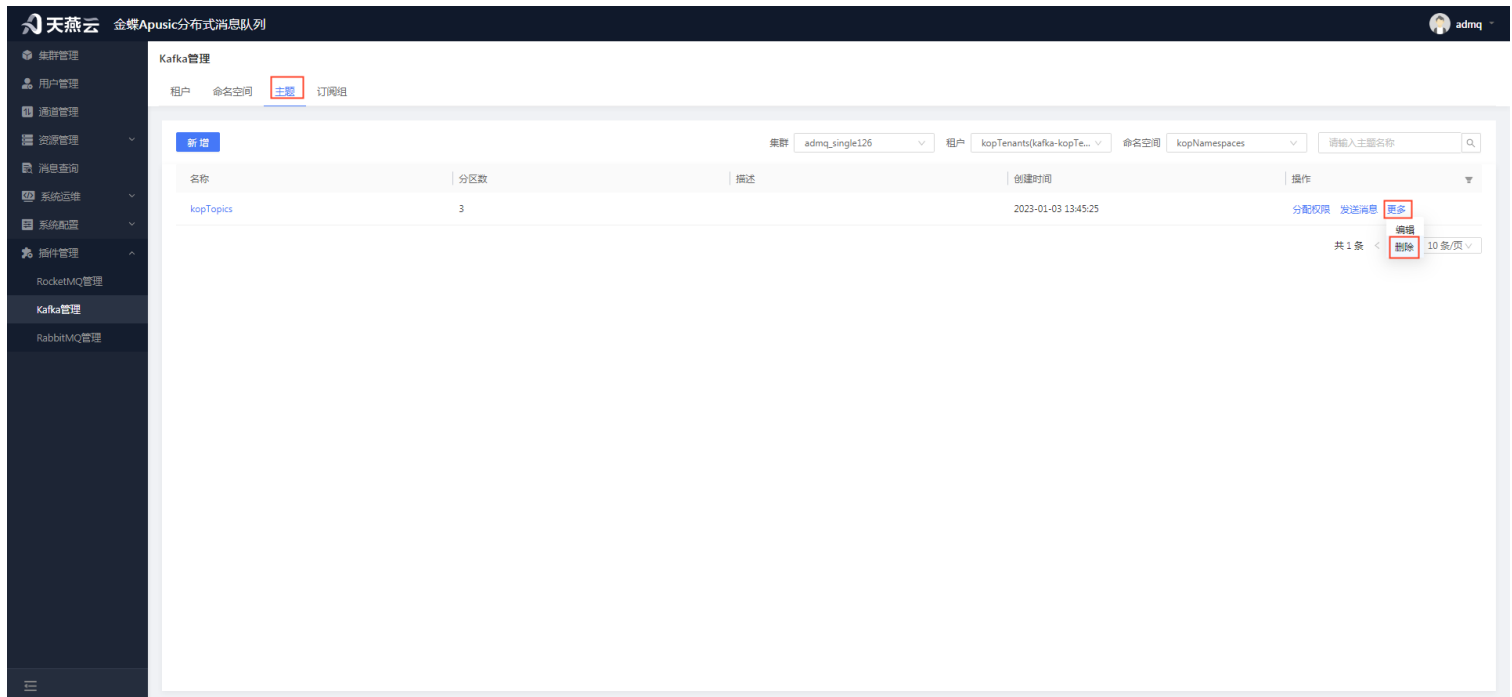 天燕云 金蝶Apusic分布式消息队列 admq
集群管理
用户管理
通道管理
资源管理
消息查询
系统运维
系统配置
插件管理
RocketMQ管理
Kafka管理
RabbitMQ管理
Kafka管理
租户 命名空间 主题 订阅组
新增 集群 admq_single126 租户 kopTenants(kafka-kopTe... 命名空间 kopNamespaces 请输入主题名称
名称 分区数 描述 创建时间 操作
kopTopics 3 2023-01-03 13:45:25 分配权限 发送消息 更多
编辑
共 1 条 < 删除 10 条/页